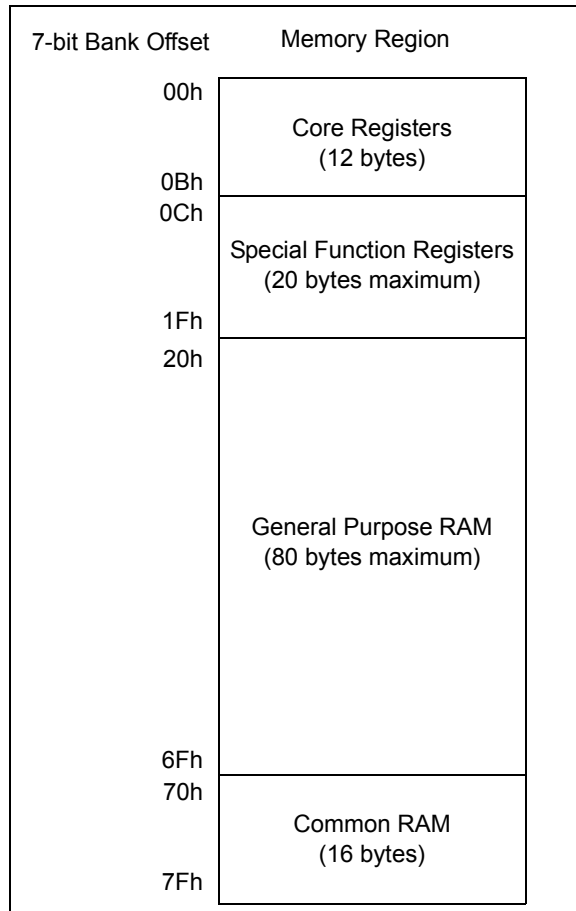 7-bit Bank Offset
Memory Region
00h
Core Registers
(12 bytes)
0Bh
0Ch
Special Function Registers
(20 bytes maximum)
1Fh
20h
General Purpose RAM
(80 bytes maximum)
6Fh
70h
Common RAM
(16 bytes)
7Fh